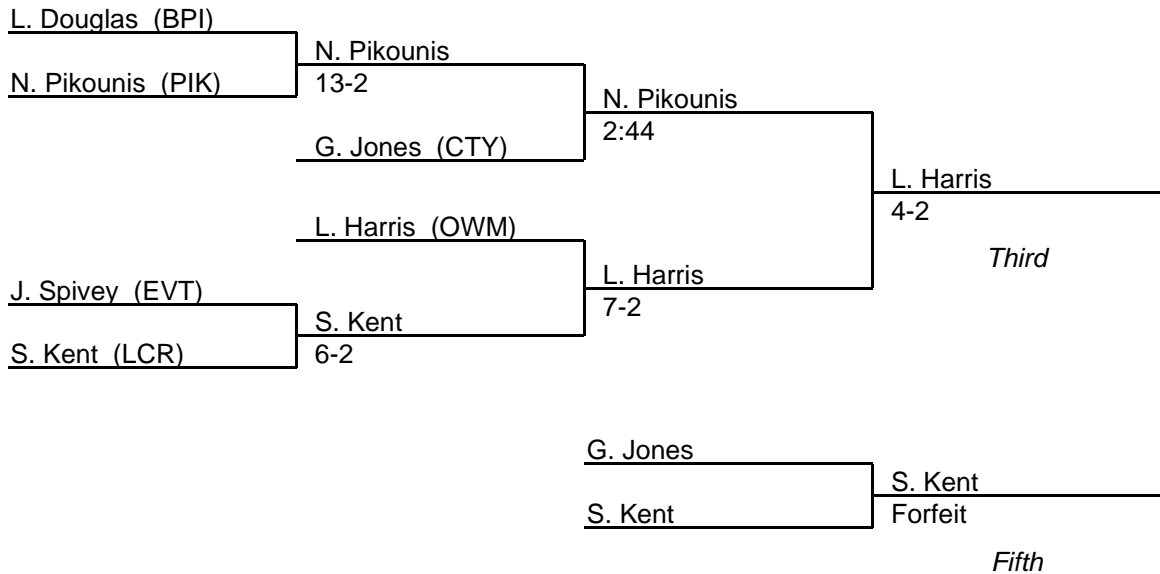 L. Douglas (BPI)
N. Pikounis
N. Pikounis (PIK)
13-2
N. Pikounis
2:44
G. Jones (CTY)
L. Harris
4-2
L. Harris (OWM)
Third
J. Spivey (EVT)
L. Harris
7-2
S. Kent
S. Kent (LCR)
6-2
G. Jones
S. Kent
S. Kent
Forfeit
Fifth